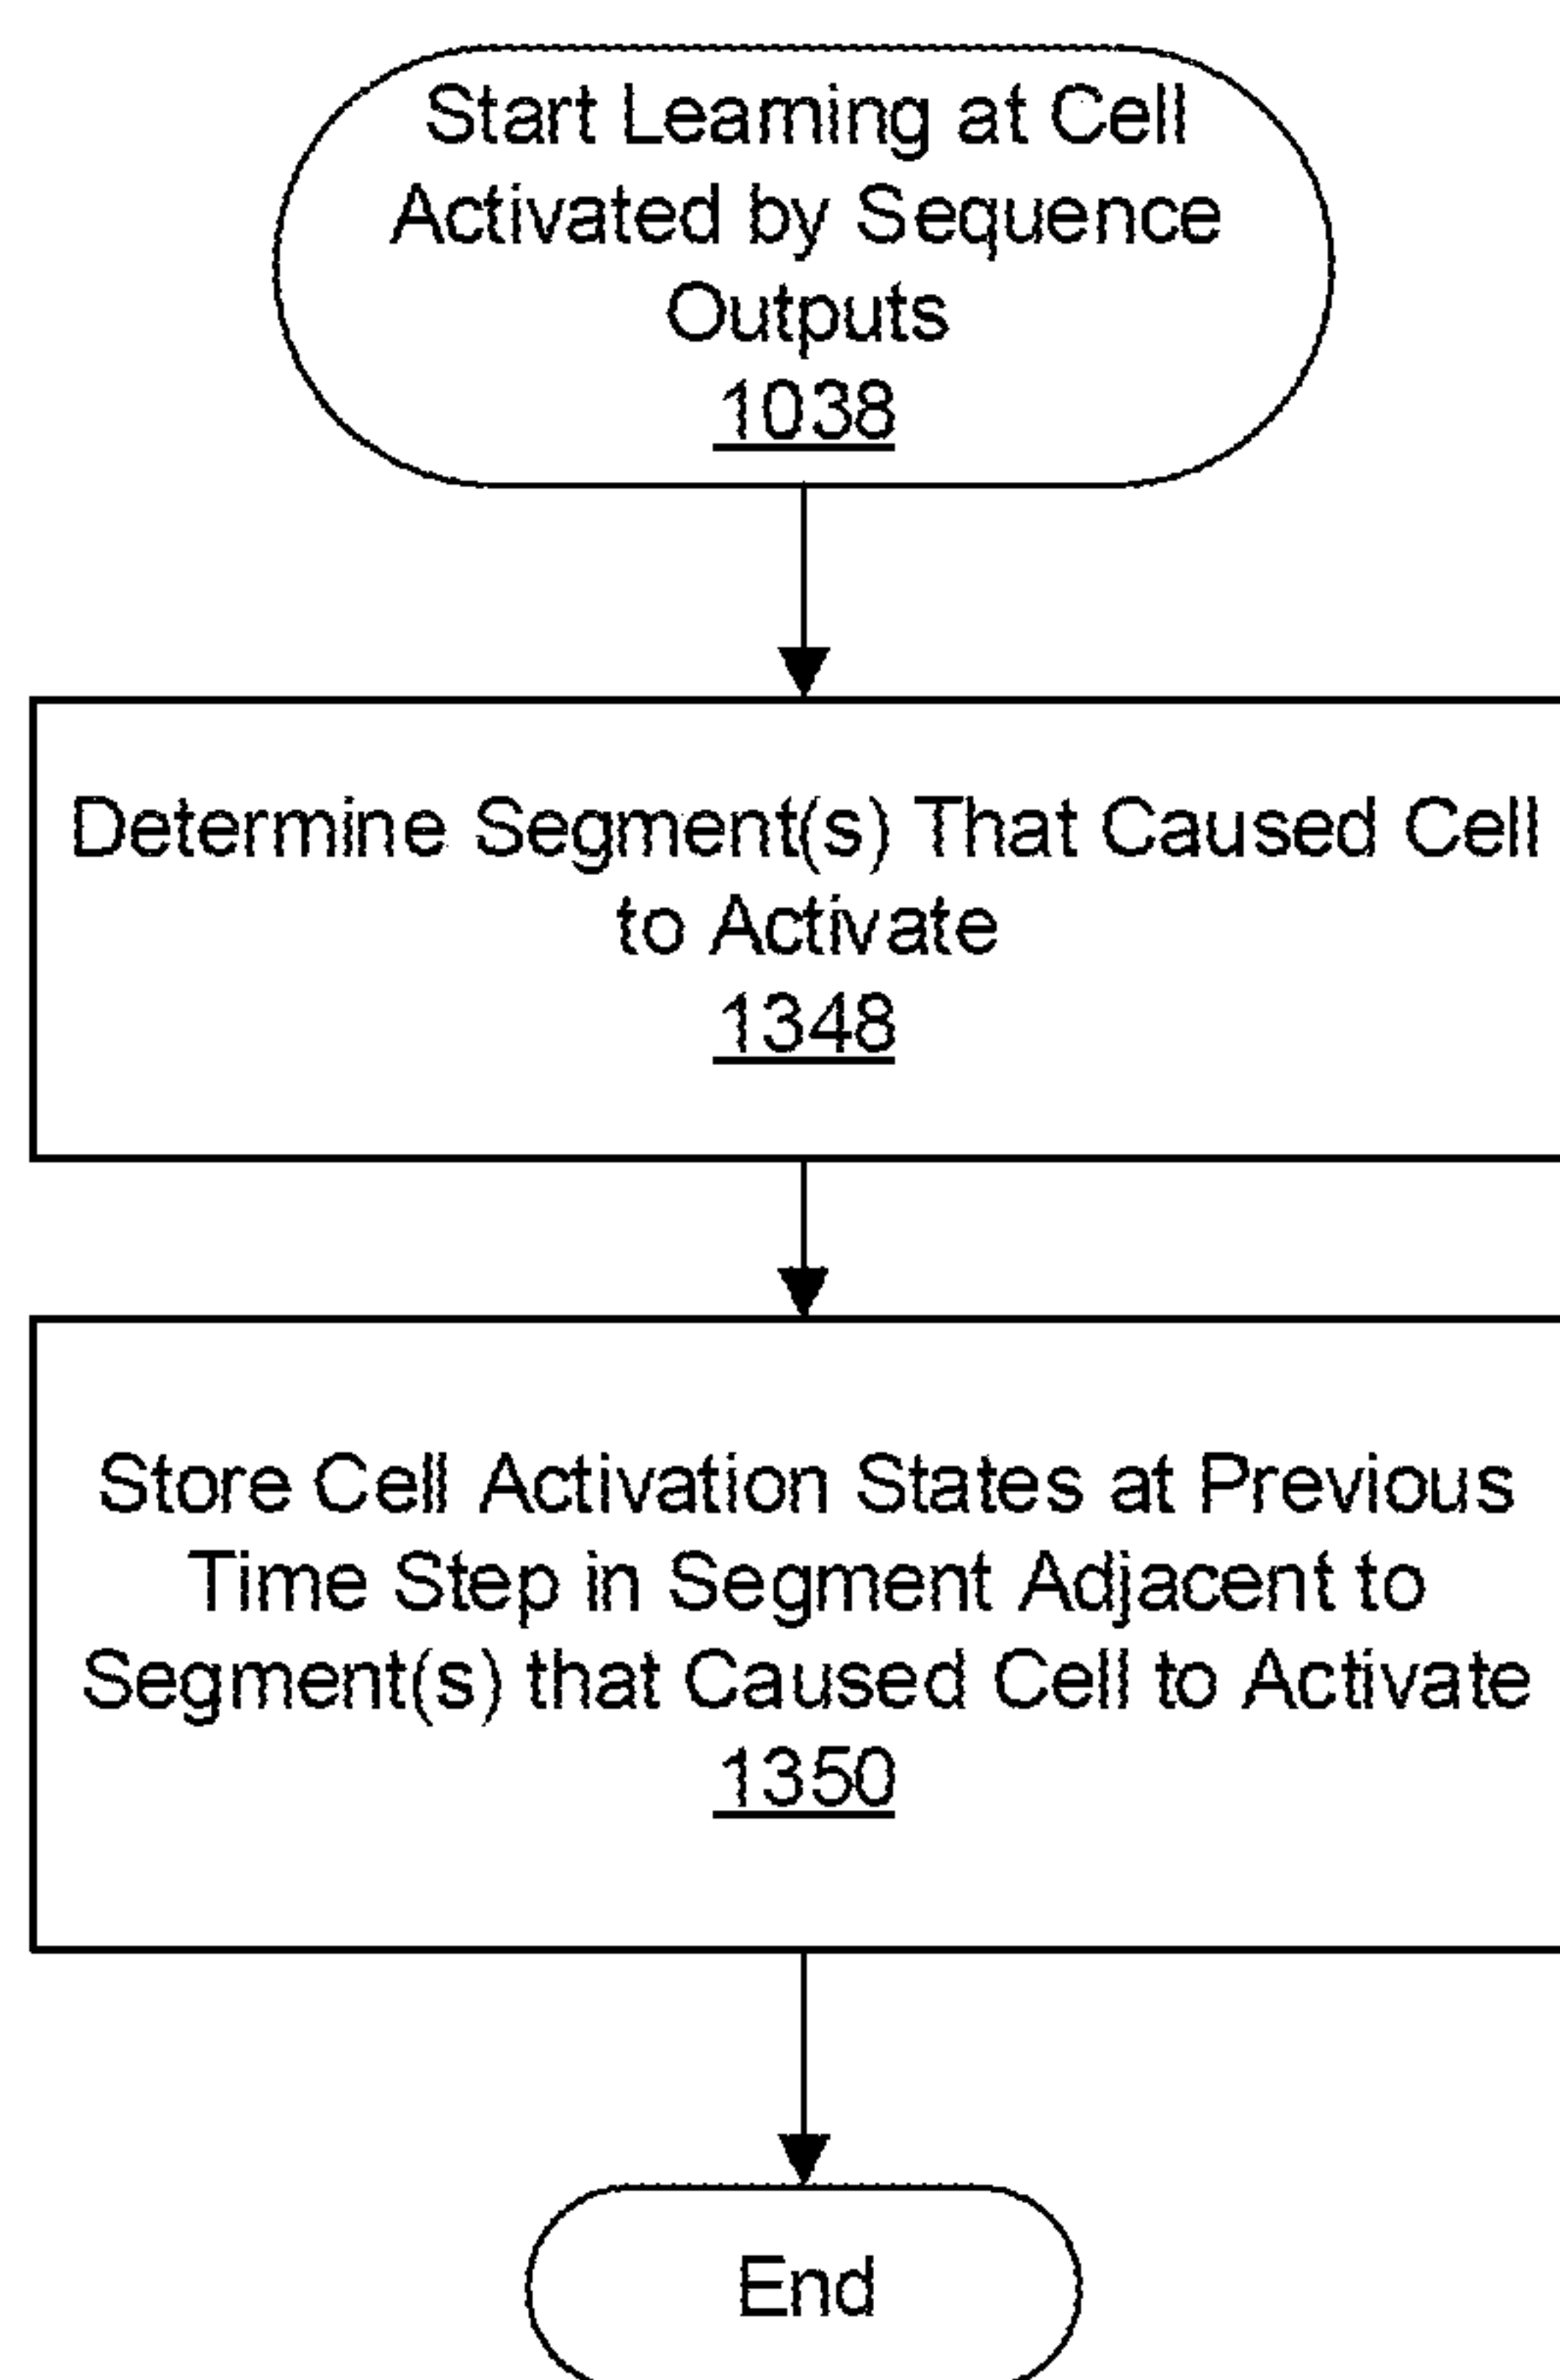 Start Learning at Cell
Activated by Sequence
Outputs
1038
Determine Segment(s) That Caused Cell
to Activate
1348
Store Cell Activation States at Previous
Time Step in Segment Adjacent to
Segment(s) that Caused Cell to Activate
1350
End